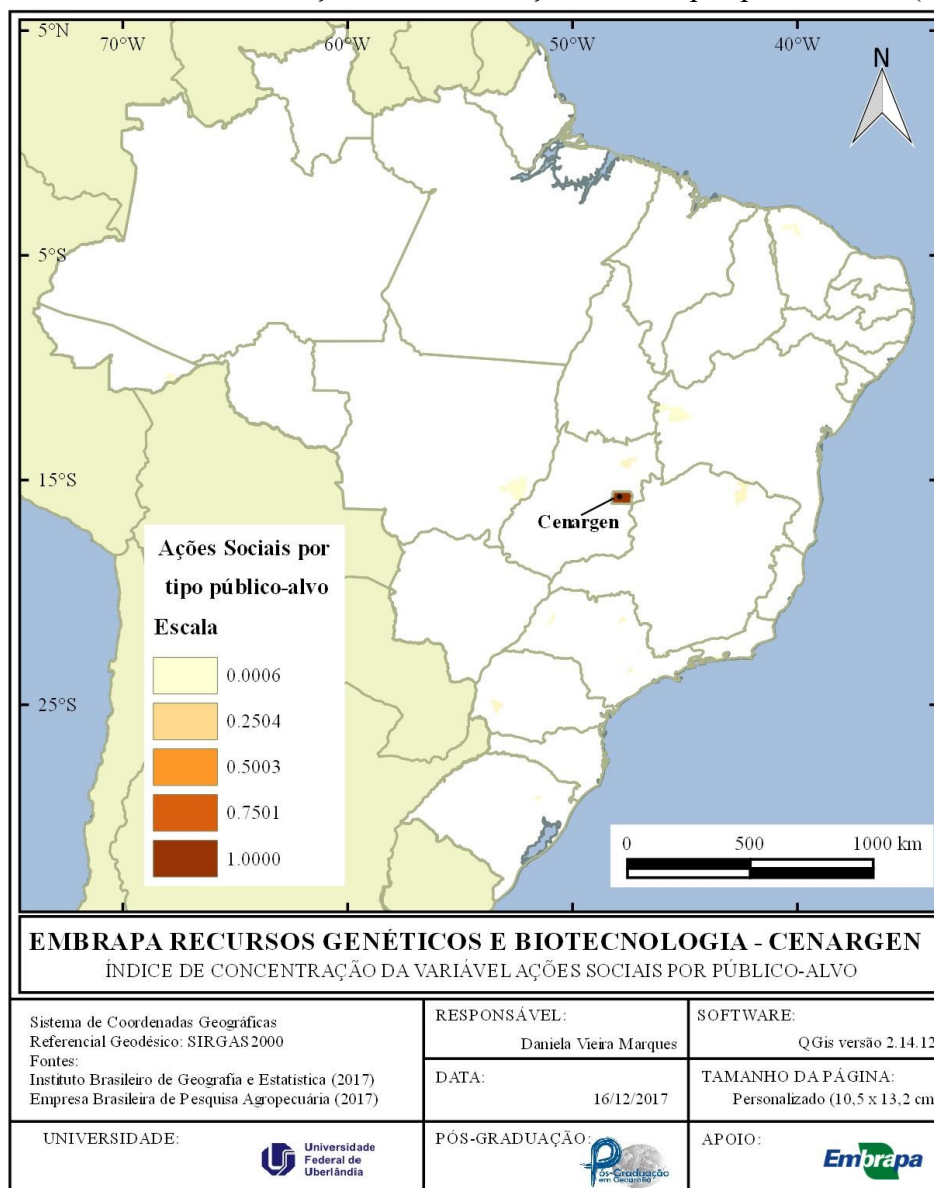 5°N
70°W 60°W 50°W 40°W
N
5°S
15°S
25°S
Cenargen
Ações Sociais por
tipo público-alvo
Escala
0.0006
0.2504
0.5003
0.7501
1.0000
0 500 1000 km
EMBRAPA RECURSOS GENÉTICOS E BIOTECNOLOGIA - CENARGEN
ÍNDICE DE CONCENTRAÇÃO DA VARIÁVEL AÇÕES SOCIAIS POR PÚBLICO-ALVO
Sistema de Coordenadas Geográficas
Referencial Geodésico: SIRGAS2000
Fontes:
Instituto Brasileiro de Geografia e Estatística (2017)
Empresa Brasileira de Pesquisa Agropecuária (2017)
RESPONSÁVEL:
Daniela Vieira Marques
SOFTWARE:
QGis versão 2.14.12
DATA:
16/12/2017
TAMANHO DA PÁGINA:
Personalizado (10,5 x 13,2 cm
UNIVERSIDADE:
Universidade
Federal de
Uberlândia
PÓS-GRADUAÇÃO:
Pós-Graduação
em Geografia
APOIO:
Embrapa